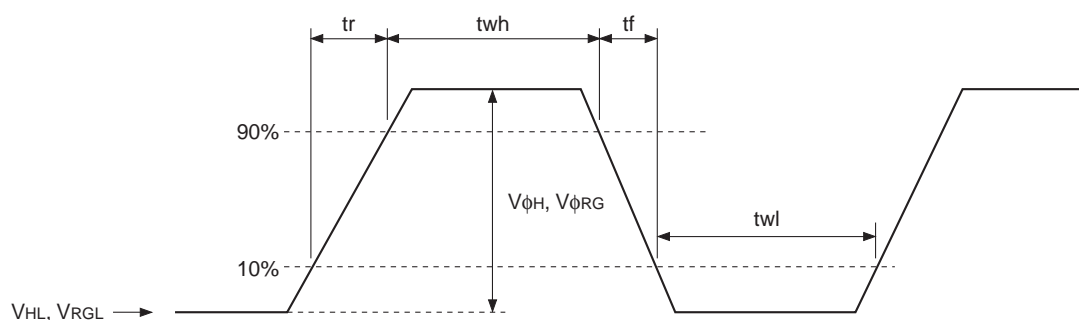 tr twh tf
90%
VϕH, VϕRG
twl
10%
VHL, VRGL